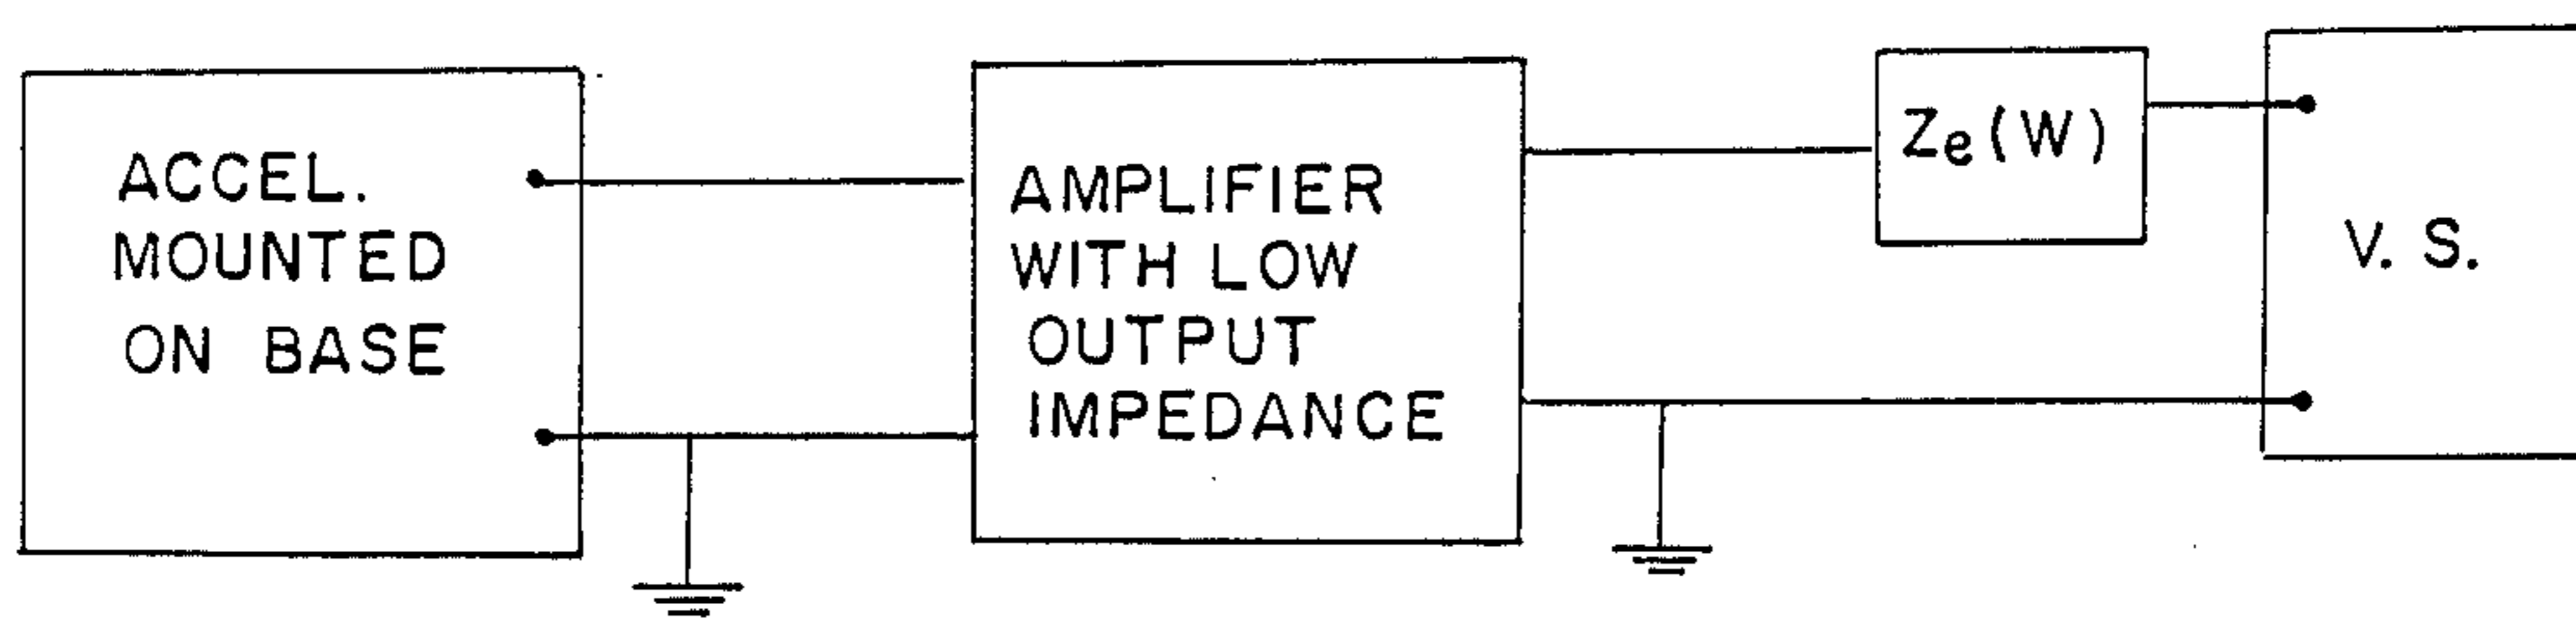 ACCEL.
MOUNTED
ON BASE
AMPLIFIER
WITH LOW
OUTPUT
IMPEDANCE
Ze(W)
V. S.